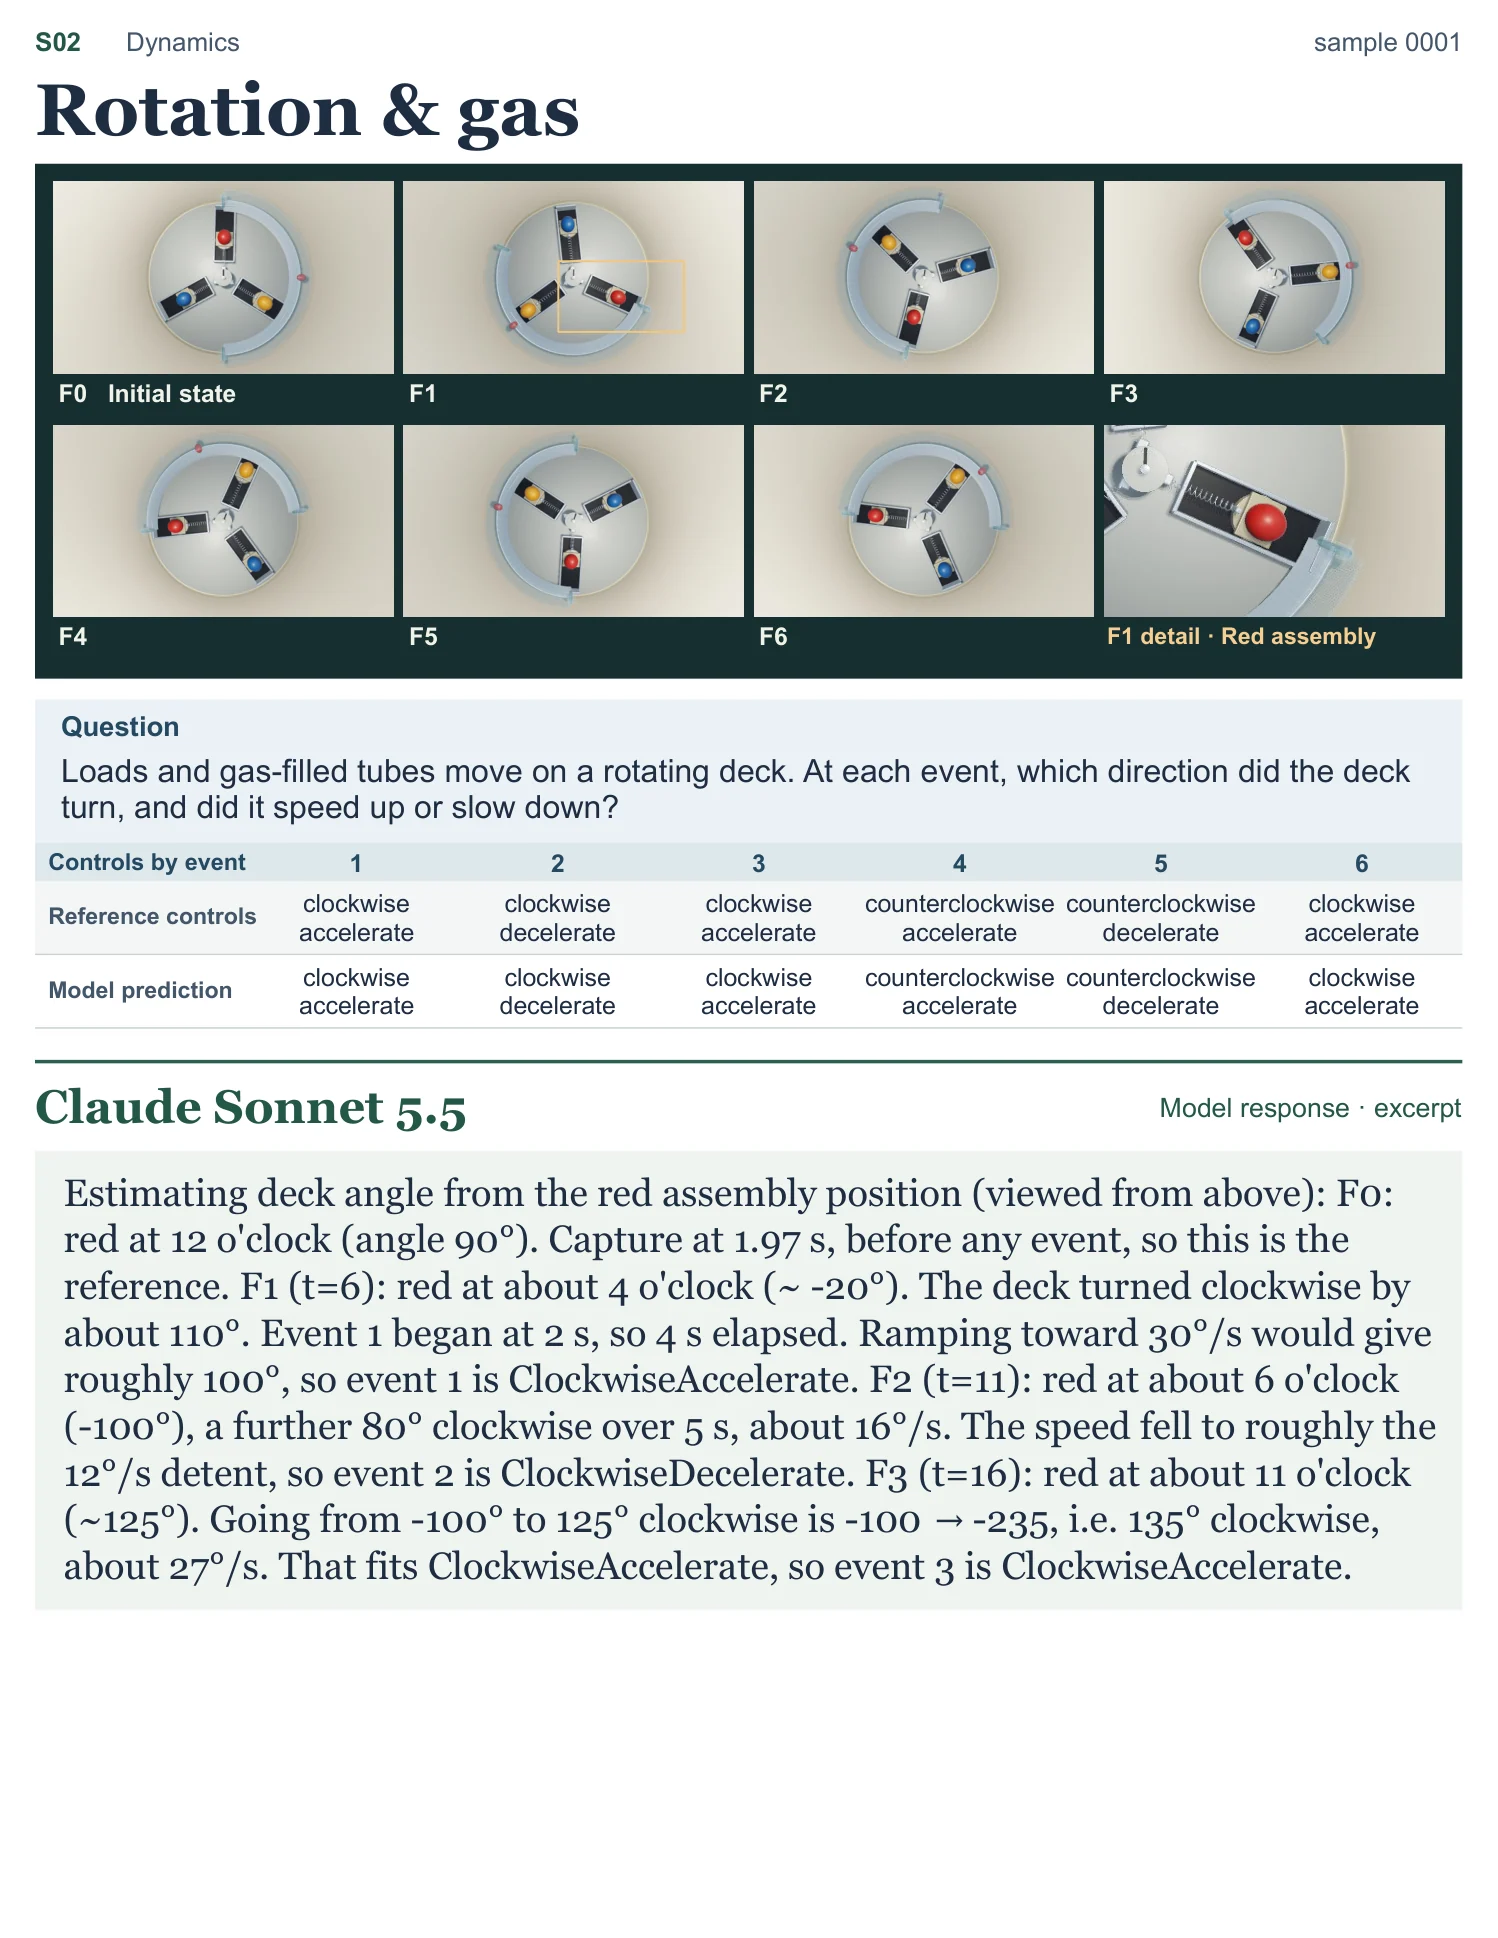 S02 Dynamics sample 0001
Rotation & gas
F0 Initial state F1 F2 F3
F4 F5 F6 F1 detail · Red assembly
Question
Loads and gas-filled tubes move on a rotating deck. At each event, which direction did the deck
turn, and did it speed up or slow down?
Controls by event 1 2 3 4 5 6
Reference controls clockwise accelerate clockwise decelerate clockwise accelerate counterclockwise accelerate counterclockwise decelerate clockwise accelerate
Model prediction clockwise accelerate clockwise decelerate clockwise accelerate counterclockwise accelerate counterclockwise decelerate clockwise accelerate
Claude Sonnet 5.5 Model response · excerpt
Estimating deck angle from the red assembly position (viewed from above): F0:
red at 12 o'clock (angle 90°). Capture at 1.97 s, before any event, so this is the
reference. F1 (t=6): red at about 4 o'clock (~ -20°). The deck turned clockwise by
about 110°. Event 1 began at 2 s, so 4 s elapsed. Ramping toward 30°/s would give
roughly 100°, so event 1 is ClockwiseAccelerate. F2 (t=11): red at about 6 o'clock
(-100°), a further 80° clockwise over 5 s, about 16°/s. The speed fell to roughly the
12°/s detent, so event 2 is ClockwiseDecelerate. F3 (t=16): red at about 11 o'clock
(~125°). Going from -100° to 125° clockwise is -100 → -235, i.e. 135° clockwise,
about 27°/s. That fits ClockwiseAccelerate, so event 3 is ClockwiseAccelerate.